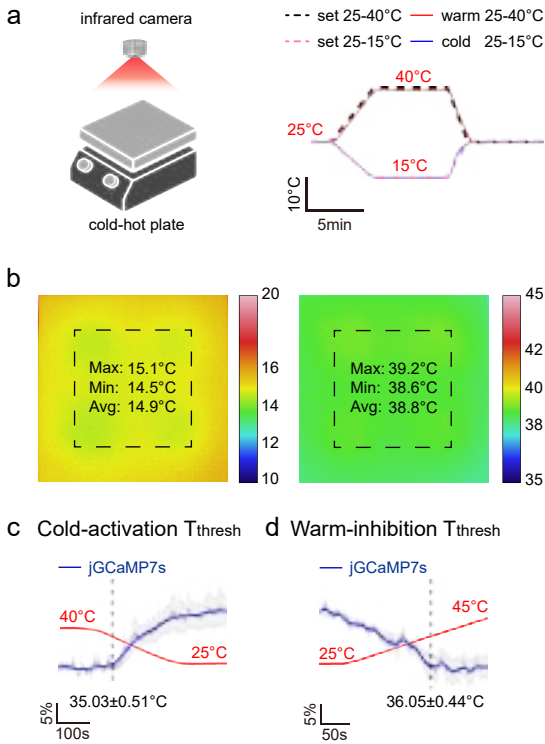 a
infrared camera
cold-hot plate
set 25-40°C
warm 25-40°C
set 25-15°C
cold 25-15°C
40°C
25°C
15°C
10°C
5min
b
Max: 15.1°C
Min: 14.5°C
Avg: 14.9°C
20
18
16
14
12
10
Max: 39.2°C
Min: 38.6°C
Avg: 38.8°C
45
42
40
38
35
c Cold-activation Tthresh
jGCaMP7s
40°C
25°C
35.03±0.51°C
5%
100s
d Warm-inhibition Tthresh
jGCaMP7s
45°C
25°C
36.05±0.44°C
5%
50s